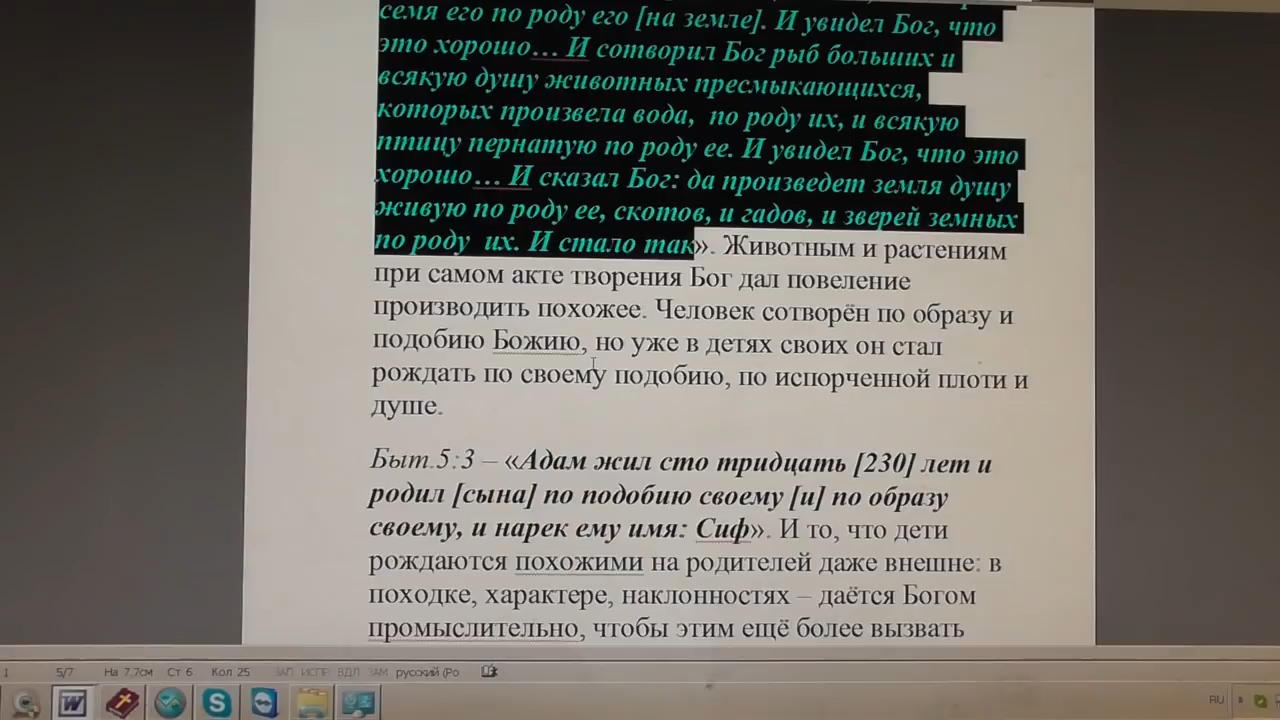 семя его по роду его [на земле]. И увидел Бог, что
это хорошо… И сотворил Бог рыб больших и
всякую душу животных пресмыкающихся,
которых произвела вода, по роду их, и всякую
птицу пернатую по роду ее. И увидел Бог, что это
хорошо… И сказал Бог: да произведет земля душу
живую по роду ее, скотов, и гадов, и зверей земных
по роду их. И стало так». Животным и растениям
при самом акте творения Бог дал повеление
производить похожее. Человек сотворён по образу и
подобию Божию, но уже в детях своих он стал
рождать по своему подобию, по испорченной плоти и
душе.
Быт.5:3 – «Адам жил сто тридцать [230] лет и
родил [сына] по подобию своему [и] по образу
своему, и нарек ему имя: Сиф». И то, что дети
рождаются похожими на родителей даже внешне: в
походке, характере, наклонностях – даётся Богом
промыслительно, чтобы этим ещё более вызвать
1 5/7 На 7,7см Ст 6 Кол 25 ЗАП ИСПР ВДЛ ЗАМ русский (Ро
RU